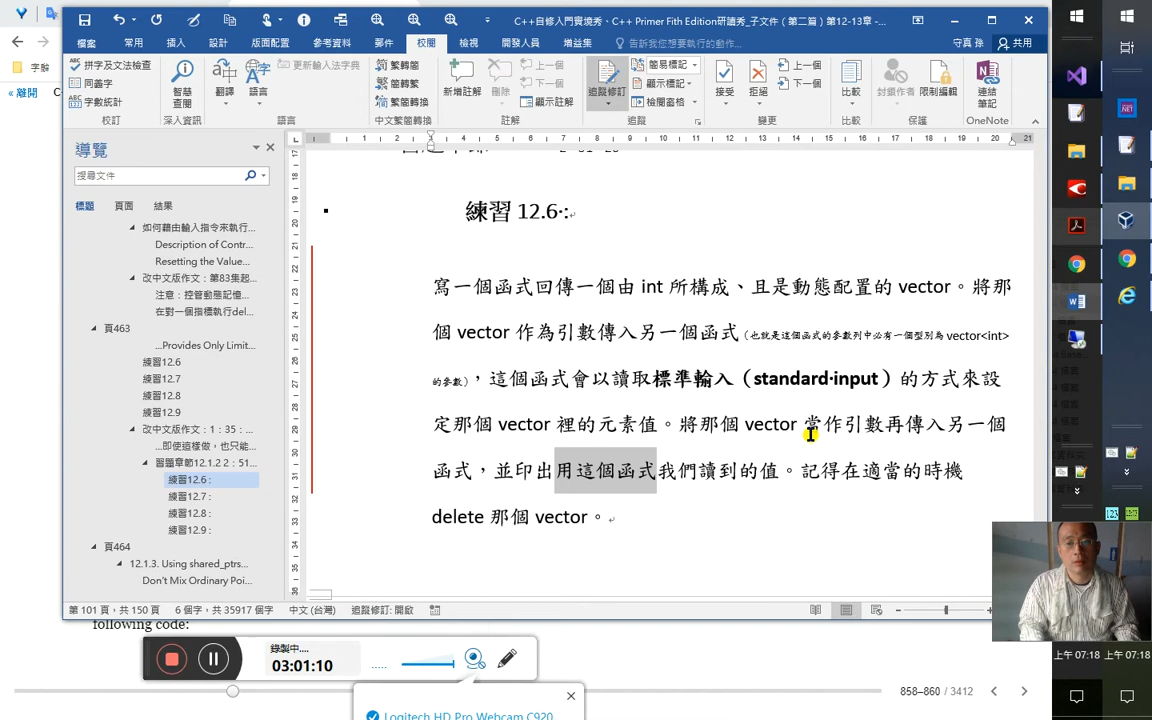 C++自修入門實境秀、C++ Primer Fith Edition研讀秀_子文件（第二篇）第12-13章 -...
檔案 常用 插入 設計 版面配置 參考資料 郵件 校閱 檢視 開發人員 增益集 告訴我您想要執行的動作... 守真 孫 共用
字齡
« 離開
拼字及文法檢查
同義字
字數統計
校訂
智慧
查閱
深入資訊
翻譯
語言
更新輸入法字典
語言
繁轉簡
簡轉繁
繁簡轉換
中文繁簡轉換
新增註解
刪除
上一個
下一個
顯示註解
註解
追蹤修訂
簡易標記
顯示標記
檢閱窗格
追蹤
接受
拒絕
上一個
下一個
變更
比較
比較
封鎖作者
限制編輯
保護
連結
筆記
OneNote
導覽
搜尋文件
標題 頁面 結果
如何藉由輸入指令來執行...
Description of Contr...
Resetting the Value...
改中文版作文：第83集起...
注意：控管動態記憶...
在對一個指標執行del...
頁463
...Provides Only Limit...
練習12.6
練習12.7
練習12.8
練習12.9
改中文版作文：1：35：...
...即使這樣做，也只能...
習題章節12.1.2 2：51...
練習12.6 :
練習12.7 :
練習12.8 :
練習12.9 :
頁464
12.1.3. Using shared_ptrs...
Don't Mix Ordinary Poi...
練習 12.6 :
寫一個函式回傳一個由 int 所構成、且是動態配置的 vector。將那
個 vector 作為引數傳入另一個函式（也就是這個函式的參數列中必有一個型別為 vector<int>
的參數），這個函式會以讀取標準輸入（standard·input）的方式來設
定那個 vector 裡的元素值。將那個 vector 當作引數再傳入另一個
函式，並印出用這個函式我們讀到的值。記得在適當的時機
delete 那個 vector。
第 101 頁，共 150 頁 6 個字，共 35917 個字 中文 (台灣) 追蹤修訂: 開啟
following code:
錄製中....
03:01:10
Logitech HD Pro Webcam C920
858–860 / 3412
上午 07:18 上午 07:18